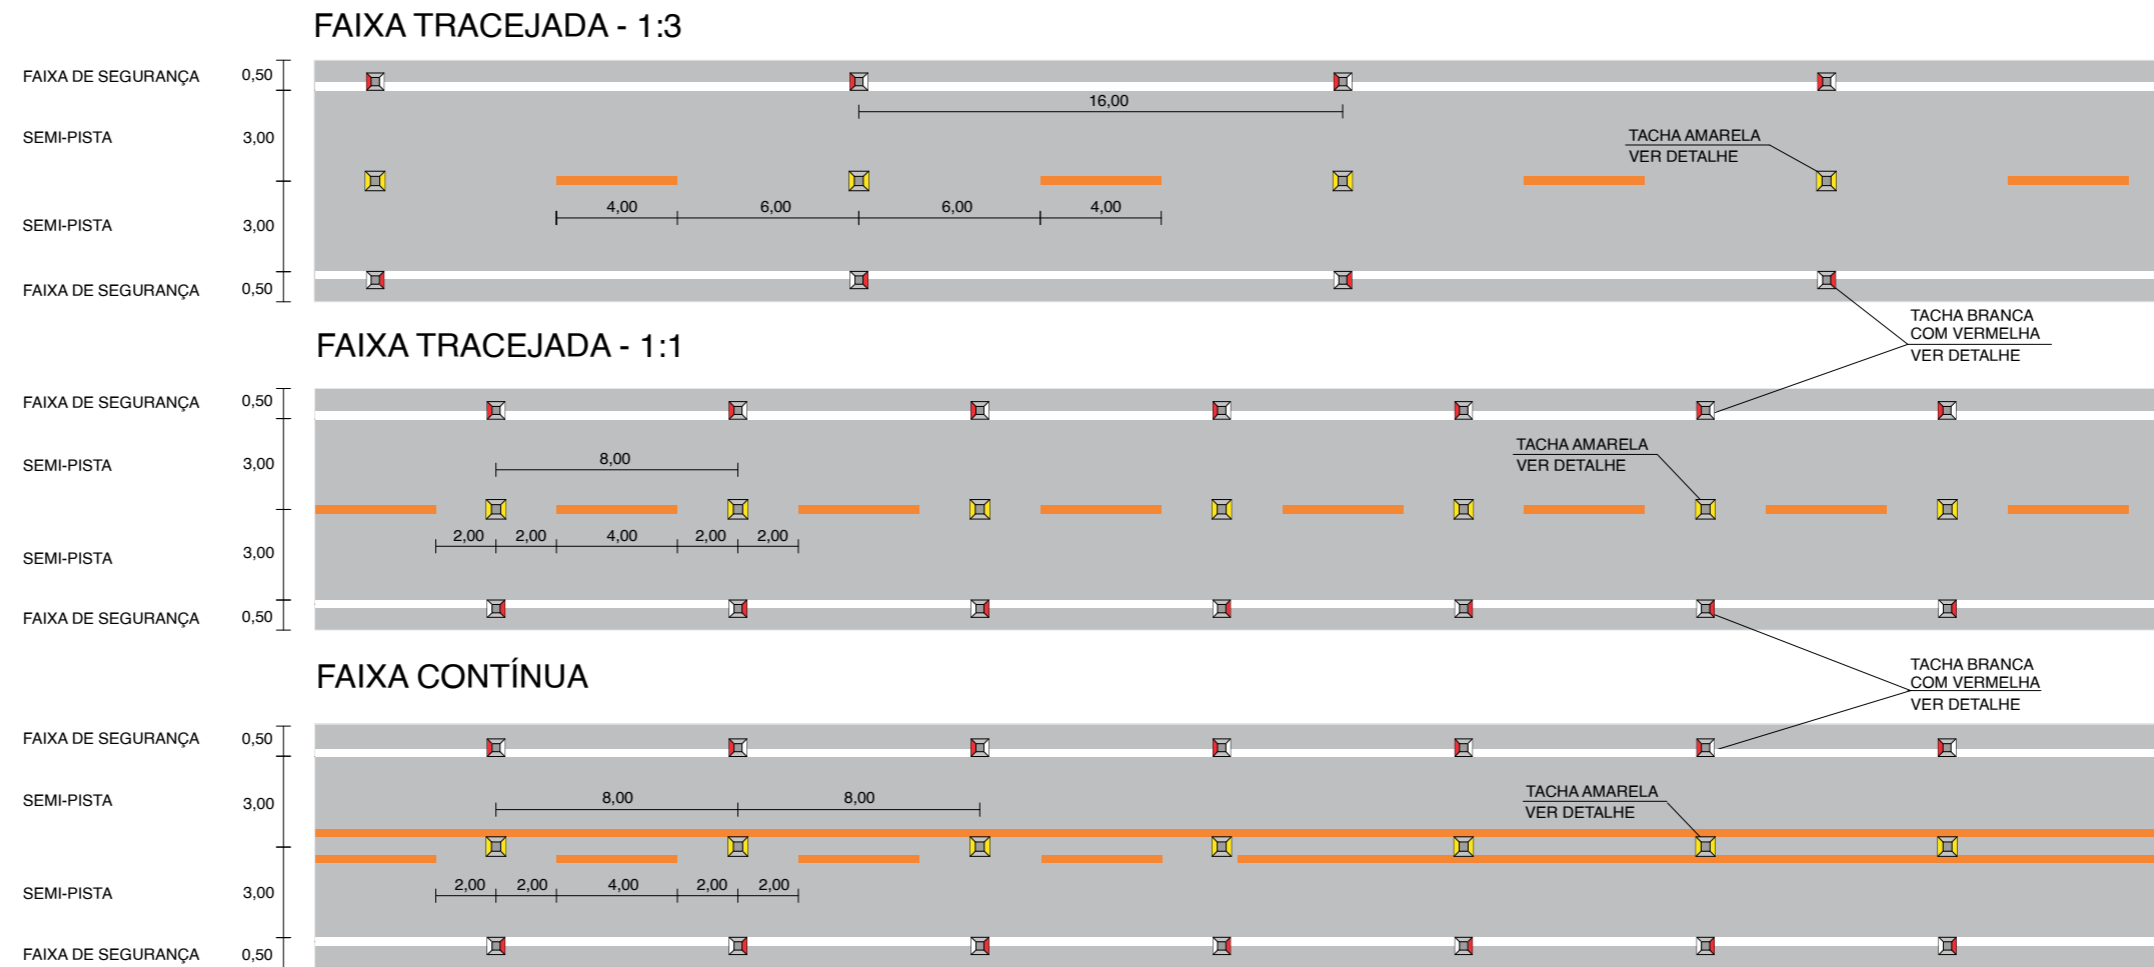 FAIXA TRACEJADA - 1:3
FAIXA DE SEGURANÇA 0,50
16,00
SEMI-PISTA 3,00
TACHA AMARELA
VER DETALHE
4,00 6,00 6,00 4,00
SEMI-PISTA 3,00
FAIXA DE SEGURANÇA 0,50
TACHA BRANCA
COM VERMELHA
VER DETALHE
FAIXA TRACEJADA - 1:1
FAIXA DE SEGURANÇA 0,50
TACHA AMARELA
VER DETALHE
SEMI-PISTA 3,00
8,00
2,00 2,00 4,00 2,00 2,00
SEMI-PISTA 3,00
FAIXA DE SEGURANÇA 0,50
TACHA BRANCA
COM VERMELHA
VER DETALHE
FAIXA CONTÍNUA
FAIXA DE SEGURANÇA 0,50
TACHA AMARELA
VER DETALHE
SEMI-PISTA 3,00
8,00 8,00
2,00 2,00 4,00 2,00 2,00
SEMI-PISTA 3,00
FAIXA DE SEGURANÇA 0,50